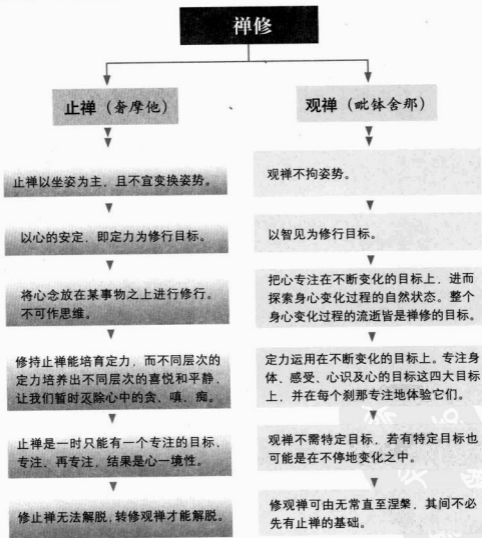 禅修
止禅（奢摩他）
止禅以坐姿为主，且不宜变换姿势。
以心的安定，即定力为修行目标。
将心念放在某事物之上进行修行。
不可作思维。
修持止禅能培育定力，而不同层次的
定力培养出不同层次的喜悦和平静，
让我们暂时灭除心中的贪、嗔、痴。
止禅是一时只能有一个专注的目标，
专注、再专注，结果是心一境性。
修止禅无法解脱，转修观禅才能解脱。
观禅（毗钵舍那）
观禅不拘姿势。
以智见为修行目标。
把心专注在不断变化的目标上，进而
探索身心变化过程的自然状态。整个
身心变化过程的流逝皆是禅修的目标。
定力运用在不断变化的目标上。专注身
体、感受、心识及心的目标这四大目标
上，并在每个刹那专注地体验它们。
观禅不需特定目标，若有特定目标也
可能是在不停地变化之中。
修观禅可由无常直至涅槃，其间不必
先有止禅的基础。